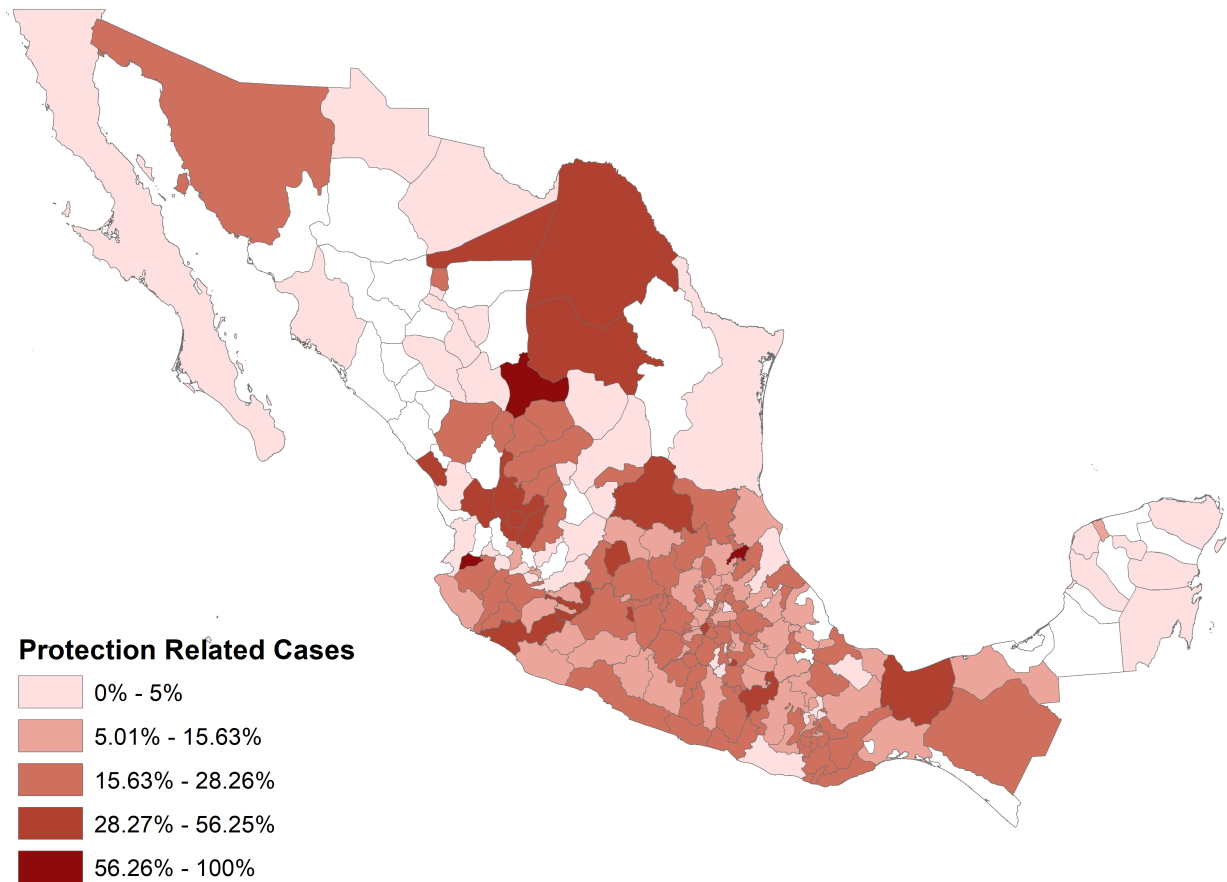 Protection Related Cases
0% - 5%
5.01% - 15.63%
15.63% - 28.26%
28.27% - 56.25%
56.26% - 100%